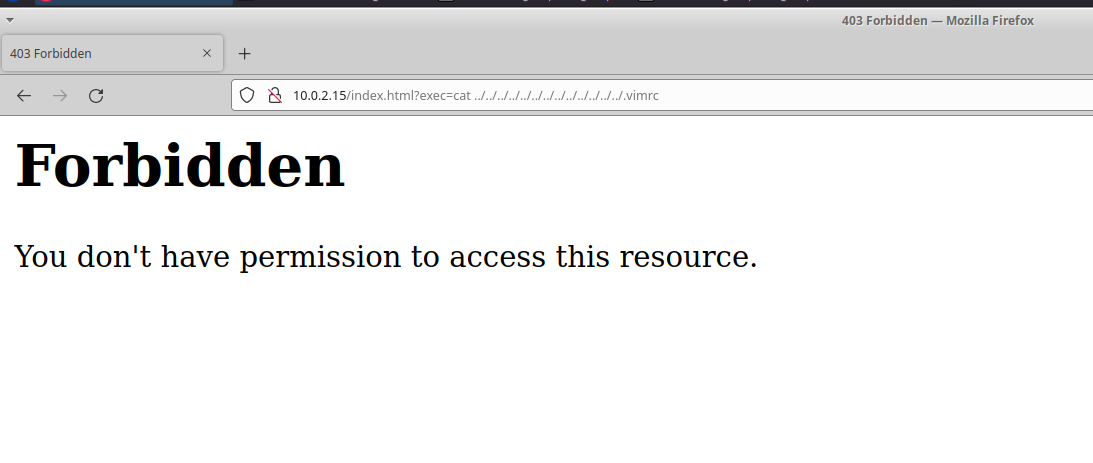 403 Forbidden — Mozilla Firefox
403 Forbidden
10.0.2.15/index.html?exec=cat ../../../../../../../../../../../../../.vimrc
Forbidden
You don't have permission to access this resource.